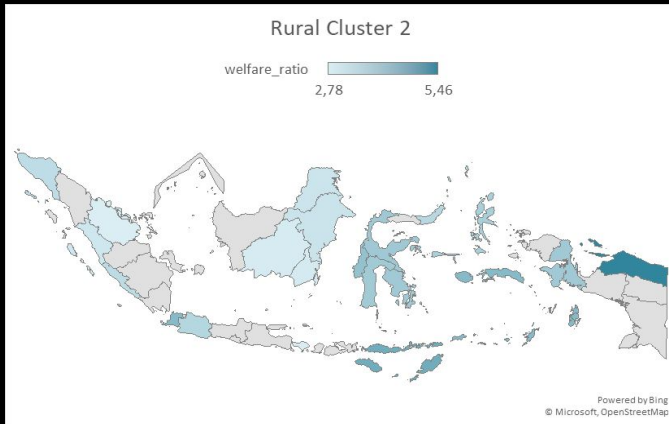 Rural Cluster 2
welfare_ratio
2,78 5,46
Powered by Bing
© Microsoft, OpenStreetMap